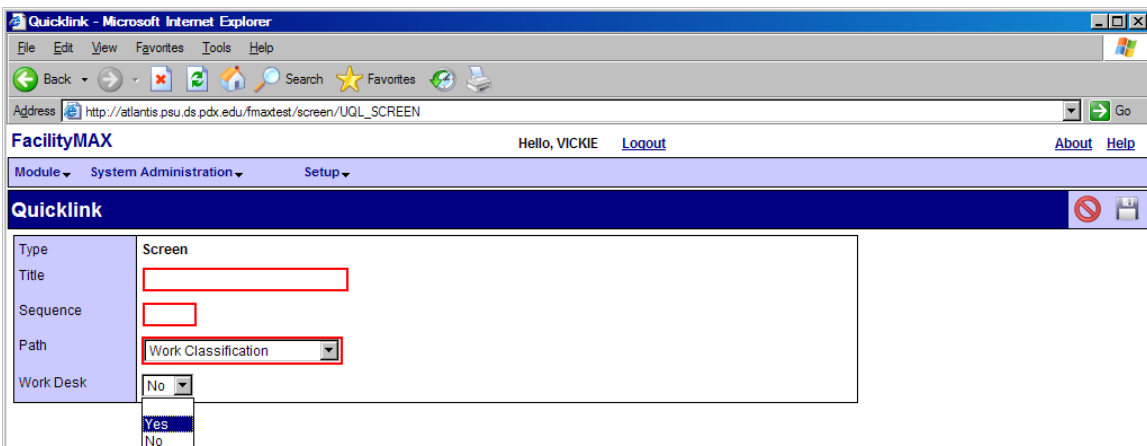 Quicklink - Microsoft Internet Explorer
File Edit View Favorites Tools Help
Back Search Favorites
Address http://atlantis.psu.ds.pdx.edu/fmaxtest/screen/UQL_SCREEN Go
FacilityMAX Hello, VICKIE Logout About Help
Module System Administration Setup
Quicklink
Type Screen
Title
Sequence
Path Work Classification
Work Desk No
Yes
No